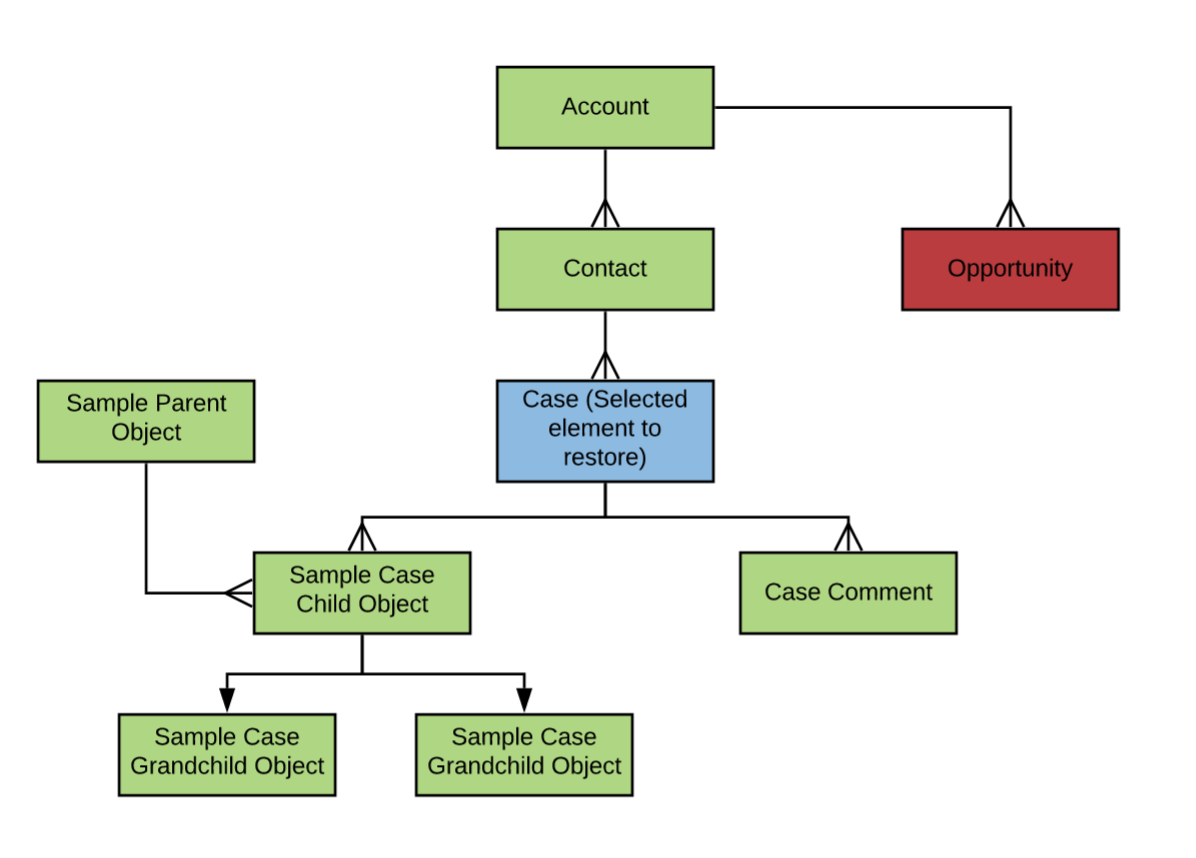 Account
Contact
Opportunity
Sample Parent
Object
Case (Selected
element to
restore)
Sample Case
Child Object
Case Comment
Sample Case
Grandchild Object
Sample Case
Grandchild Object